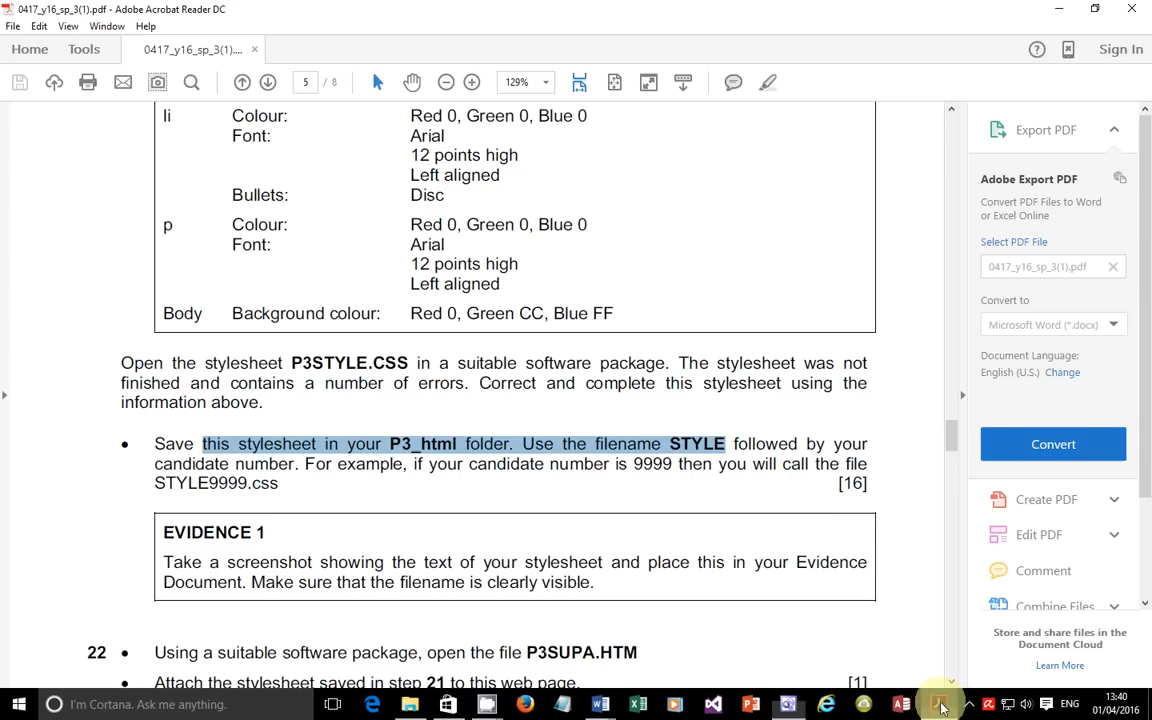 0417_y16_sp_3(1).pdf - Adobe Acrobat Reader DC
File Edit View Window Help
Home Tools 0417_y16_sp_3(1).... × Sign In
5 / 8 129%
li Colour: Red 0, Green 0, Blue 0
Font: Arial
12 points high
Left aligned
Bullets: Disc
p Colour: Red 0, Green 0, Blue 0
Font: Arial
12 points high
Left aligned
Body Background colour: Red 0, Green CC, Blue FF
Open the stylesheet P3STYLE.CSS in a suitable software package. The stylesheet was not
finished and contains a number of errors. Correct and complete this stylesheet using the
information above.
• Save this stylesheet in your P3_html folder. Use the filename STYLE followed by your
candidate number. For example, if your candidate number is 9999 then you will call the file
STYLE9999.css [16]
EVIDENCE 1
Take a screenshot showing the text of your stylesheet and place this in your Evidence
Document. Make sure that the filename is clearly visible.
22 • Using a suitable software package, open the file P3SUPA.HTM
• Attach the stylesheet saved in step 21 to this web page. [1]
Export PDF
Adobe Export PDF
Convert PDF Files to Word
or Excel Online
Select PDF File
0417_y16_sp_3(1).pdf
Convert to
Microsoft Word (*.docx)
Document Language:
English (U.S.) Change
Convert
Create PDF
Edit PDF
Comment
Combine Files
Store and share files in the
Document Cloud
Learn More
I'm Cortana. Ask me anything.
ENG
13:40
01/04/2016